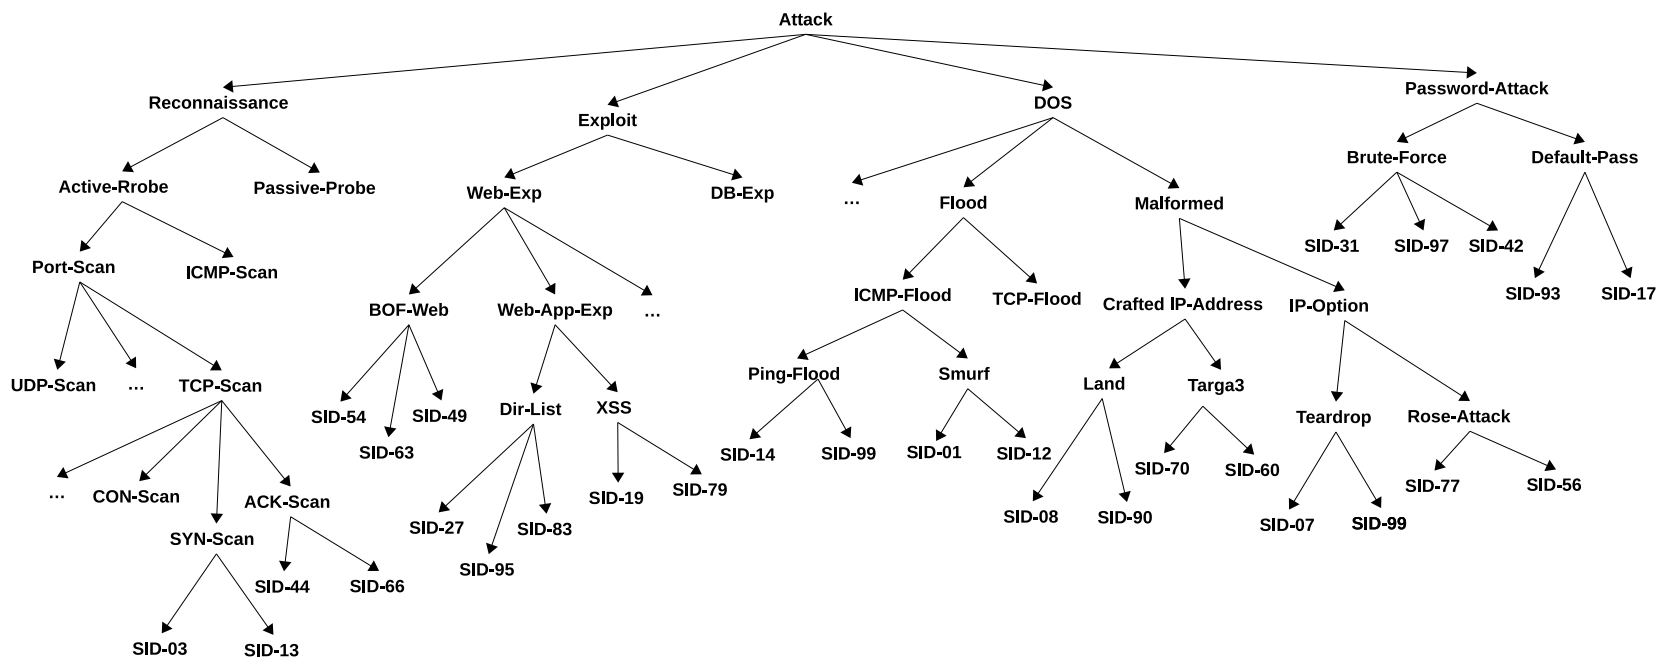 Attack
Reconnaissance
Exploit
DOS
Password-Attack
Active-Rrobe
Passive-Probe
Web-Exp
DB-Exp
...
Flood
Malformed
Brute-Force
Default-Pass
Port-Scan
ICMP-Scan
BOF-Web
Web-App-Exp
...
ICMP-Flood
TCP-Flood
Crafted IP-Address
IP-Option
SID-31
SID-97
SID-42
SID-93
SID-17
UDP-Scan
...
TCP-Scan
SID-54
SID-63
SID-49
Dir-List
XSS
Ping-Flood
Smurf
Land
Targa3
Teardrop
Rose-Attack
...
CON-Scan
SYN-Scan
ACK-Scan
SID-27
SID-95
SID-83
SID-19
SID-79
SID-14
SID-99
SID-01
SID-12
SID-08
SID-90
SID-70
SID-60
SID-07
SID-99
SID-77
SID-56
SID-44
SID-66
SID-03
SID-13